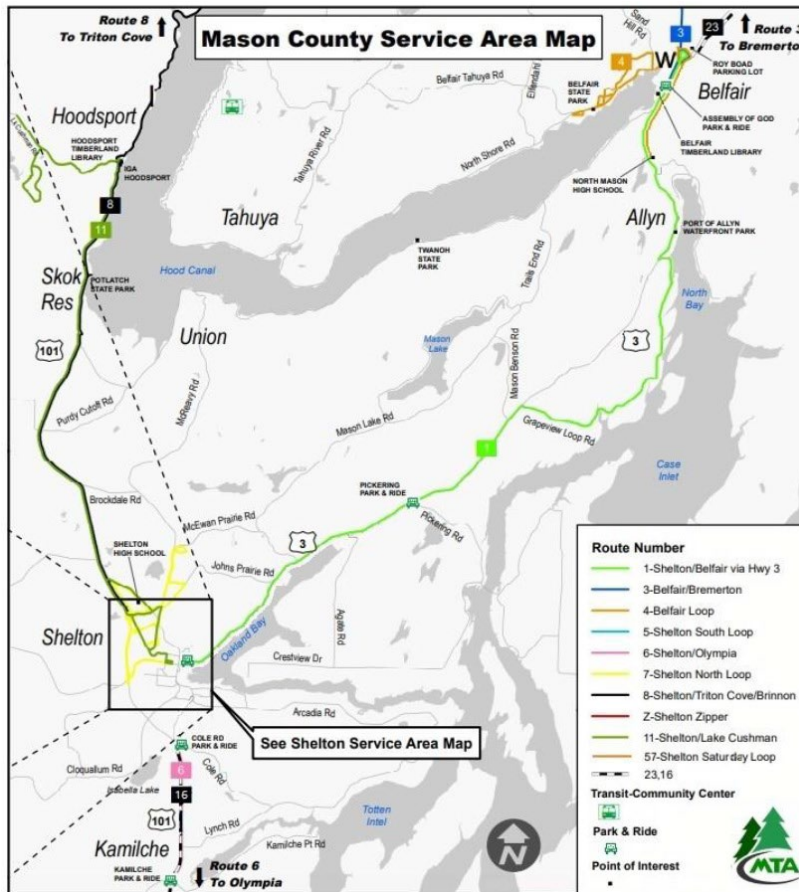 Mason County Service Area Map
Route 8
To Triton Cove
23
Route 3
To Bremerton
3
4
W
Sand
Hill Rd
Elfendahl
Belfair Tahuya Rd
BELFAIR
STATE
PARK
ROY BOAD
PARKING LOT
Belfair
ASSEMBLY OF GOD
PARK & RIDE
BELFAIR
TIMBERLAND LIBRARY
Hoodsport
HOODSPORT
TIMBERLAND
LIBRARY
IGA
HOODSPORT
Tahuya River Rd
North Shore Rd
NORTH MASON
HIGH SCHOOL
8
11
Tahuya
Allyn
PORT OF ALLYN
WATERFRONT PARK
TWANOH
STATE
PARK
Trails End Rd
Skok
Res
POTLATCH
STATE PARK
Hood Canal
North
Bay
Union
101
Mason
Lake
3
Mason Benson Rd
McReavy Rd
Purdy Cutoff Rd
Mason Lake Rd
Grapeview Loop Rd
1
Case
Inlet
PICKERING
PARK & RIDE
Brockdale Rd
McEwan Prairie Rd
Pickering Rd
3
SHELTON
HIGH SCHOOL
Johns Prairie Rd
Shelton
Oakland Bay
Agate Rd
Crestview Dr
Arcadia Rd
See Shelton Service Area Map
COLE RD
PARK & RIDE
Cloquallum Rd
6
Cole Rd
Isabella Lake
16
101
Lynch Rd
Totten
Intel
Kamilche
Kamilche Pt Rd
KAMILCHE
PARK & RIDE
Route 6
To Olympia
N
Route Number
1-Shelton/Belfair via Hwy 3
3-Belfair/Bremerton
4-Belfair Loop
5-Shelton South Loop
6-Shelton/Olympia
7-Shelton North Loop
8-Shelton/Triton Cove/Brinnon
Z-Shelton Zipper
11-Shelton/Lake Cushman
57-Shelton Saturday Loop
23,16
Transit-Community Center
Park & Ride
Point of Interest
MTA